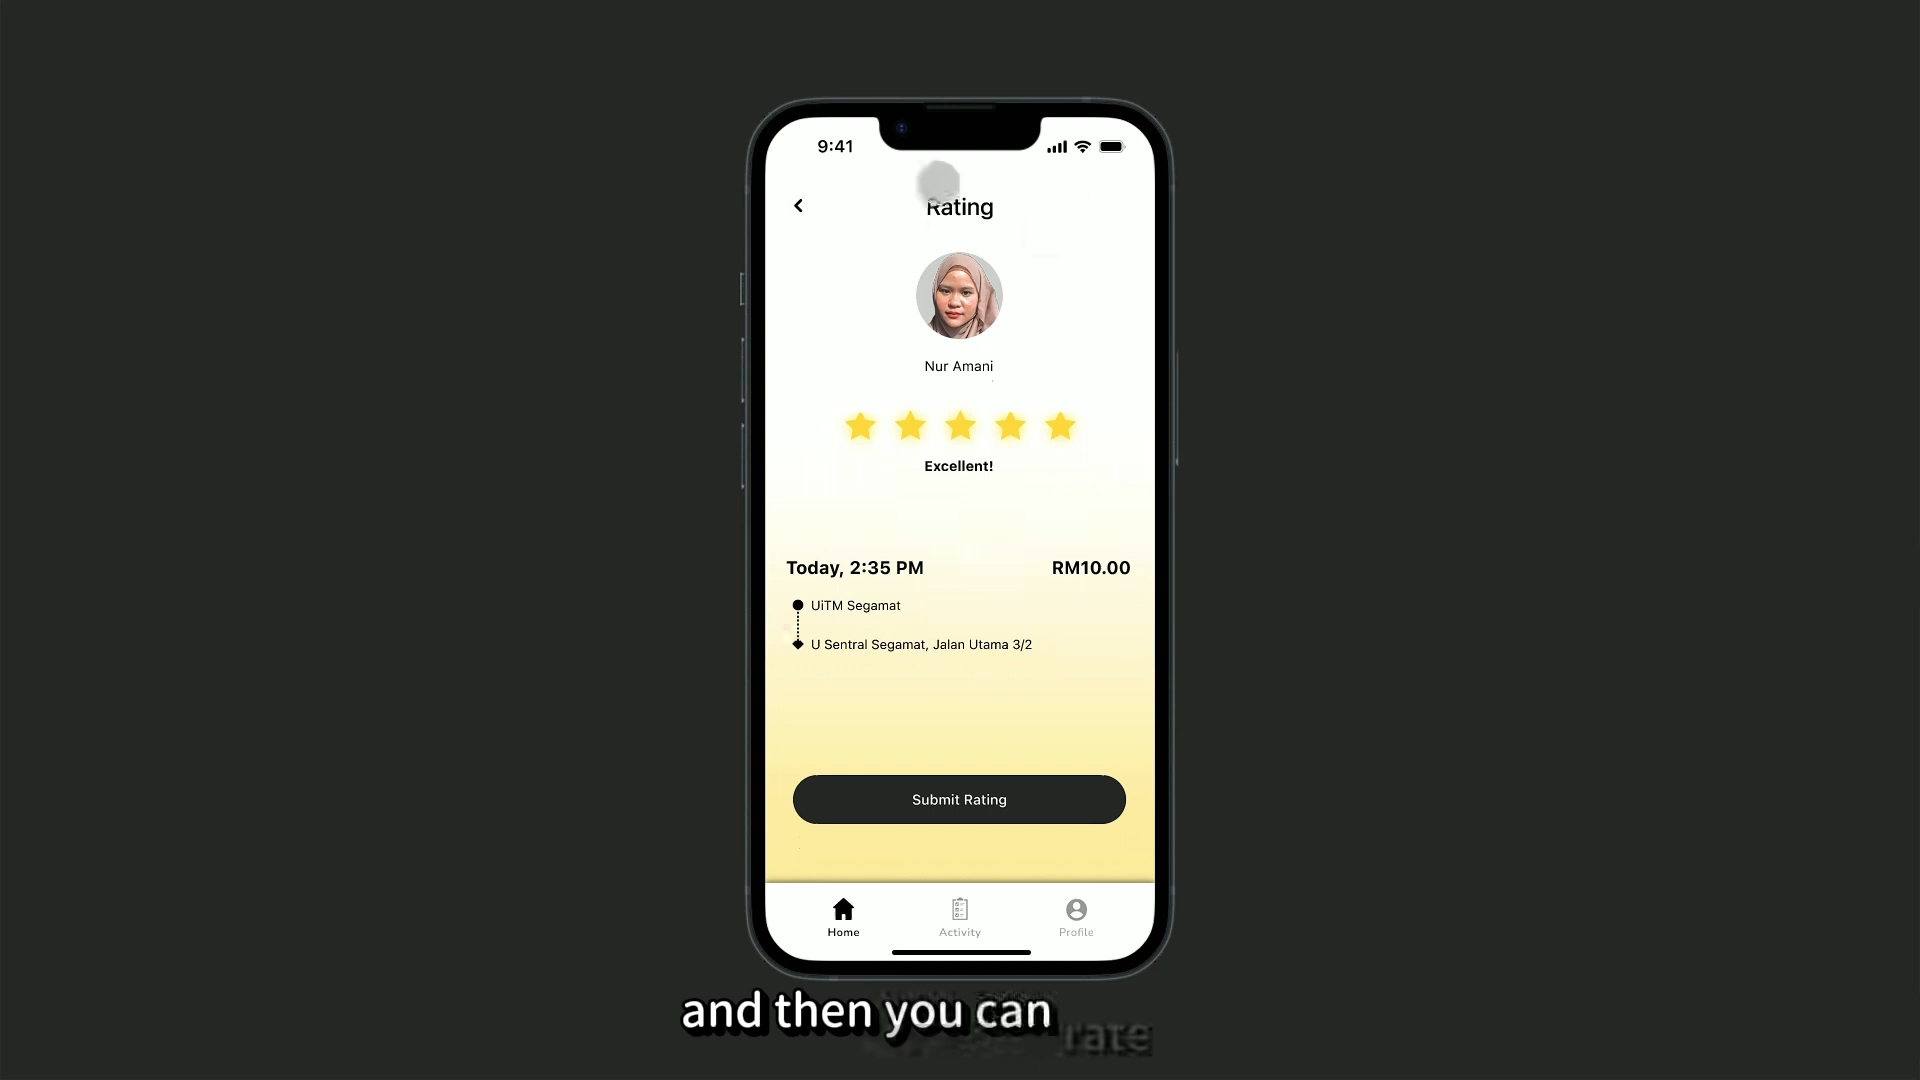 9:41
Rating
Nur Amani
Excellent!
Today, 2:35 PM
RM10.00
UiTM Segamat
U Sentral Segamat, Jalan Utama 3/2
Submit Rating
Home
Activity
Profile
and then you can rate